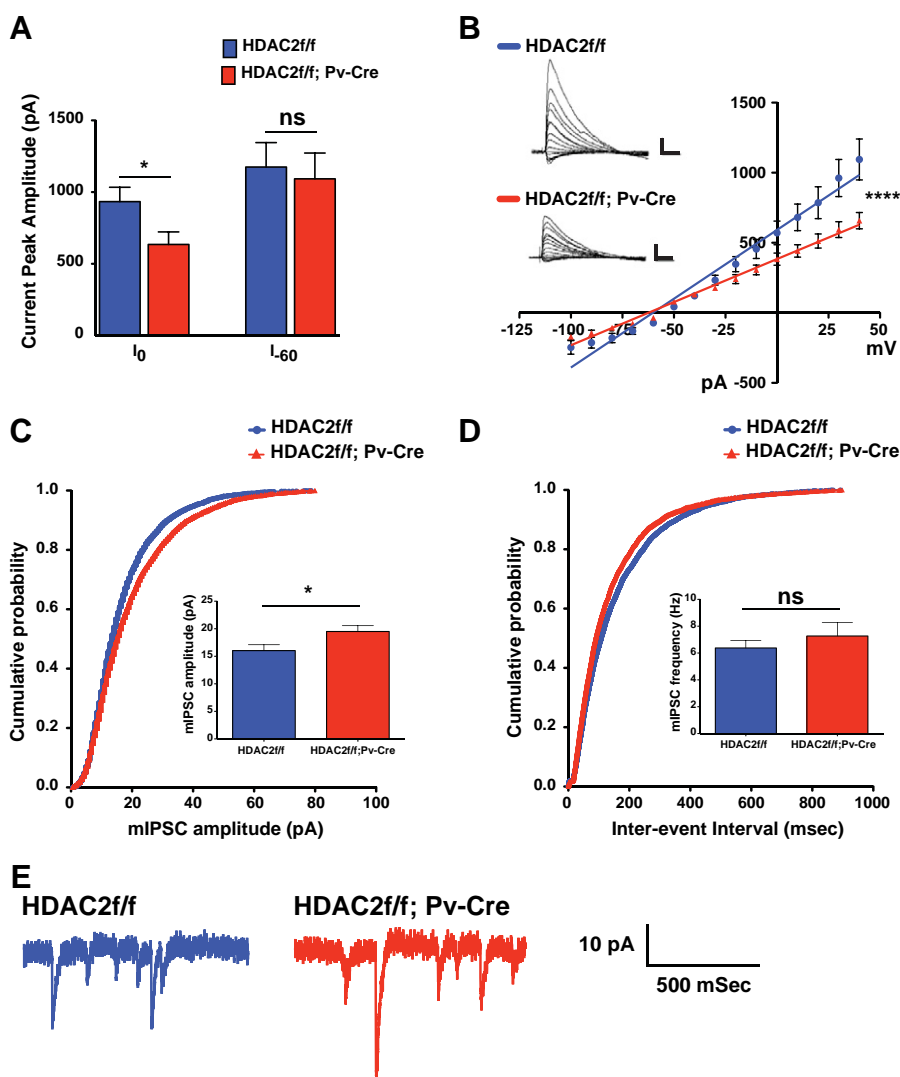 A
HDAC2f/f
HDAC2f/f; Pv-Cre
Current Peak Amplitude (pA)
1500
1000
500
0
*
ns
I0
I-60
B
HDAC2f/f
HDAC2f/f; Pv-Cre
1500
1000
500
-500
****
-125
-100
-75
-50
-25
0
25
50
mV
pA
C
HDAC2f/f
HDAC2f/f; Pv-Cre
Cumulative probability
1.0
0.8
0.6
0.4
0.2
0.0
0
20
40
60
80
100
mIPSC amplitude (pA)
mIPSC amplitude (pA)
25
20
15
10
5
0
*
HDAC2f/f
HDAC2f/f;Pv-Cre
D
HDAC2f/f
HDAC2f/f; Pv-Cre
Cumulative probability
1.0
0.8
0.6
0.4
0.2
0.0
0
200
400
600
800
1000
Inter-event Interval (msec)
mIPSC frequency (Hz)
10
8
6
4
2
0
ns
HDAC2f/f
HDAC2f/f;Pv-Cre
E
HDAC2f/f
HDAC2f/f; Pv-Cre
10 pA
500 mSec